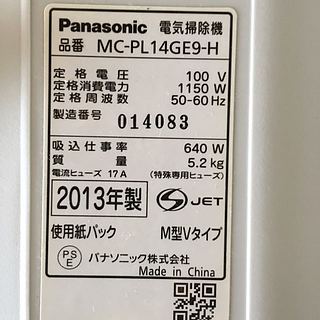 Panasonic 電気掃除機
品番 MC-PL14GE9-H
定格電圧 100 V
定格消費電力 1150 W
定格周波数 50-60 Hz
製造番号 014083
吸込仕事率 640 W
質量 5.2 kg
電流ヒューズ 17A (特殊専用ヒューズ)
2013年製 S JET
使用紙パック M型Vタイプ
PS E パナソニック株式会社
Made in China